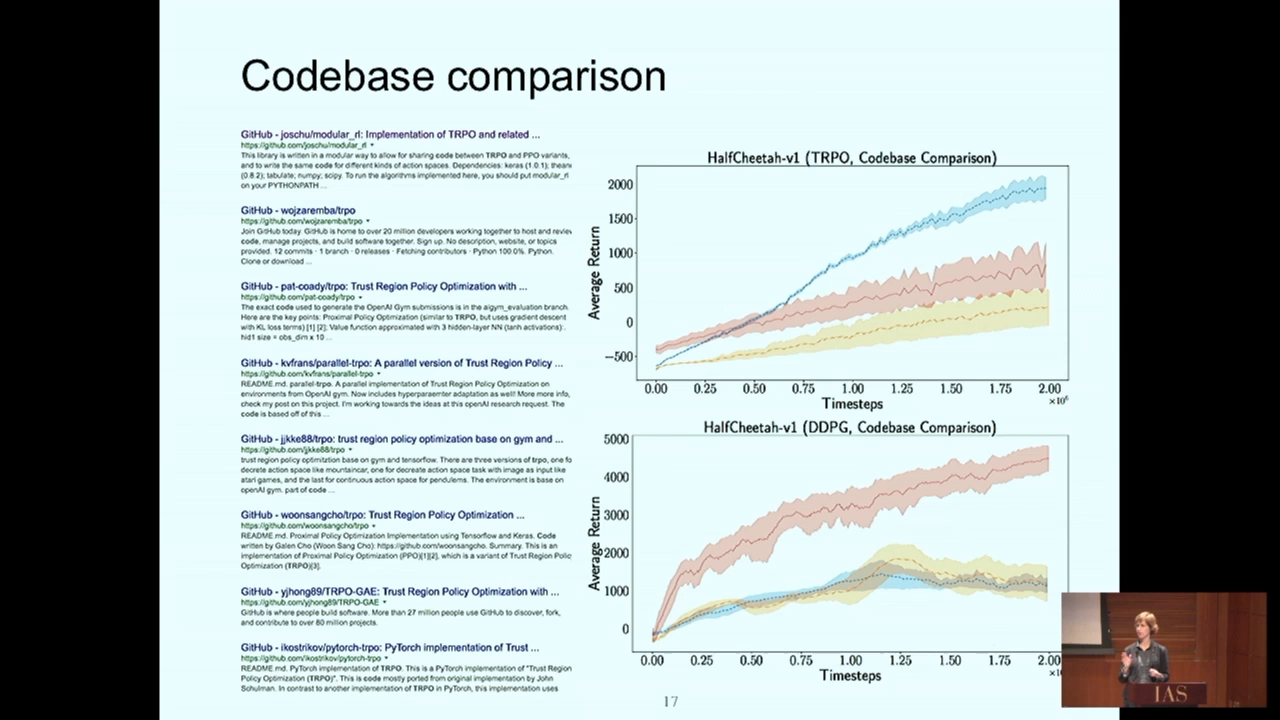 Codebase comparison
GitHub - joschu/modular_rl: Implementation of TRPO and related ...
https://github.com/joschu/modular_rl
This library is written in a modular way to allow for sharing code between TRPO and PPO variants,
and to write the same code for different kinds of action spaces. Dependencies: keras (1.0.1); thean
(0.8.2); tabulate; numpy; scipy. To run the algorithms implemented here, you should put modular_rl
on your PYTHONPATH ...
GitHub - wojzaremba/trpo
https://github.com/wojzaremba/trpo
Join GitHub today. GitHub is home to over 20 million developers working together to host and review
code, manage projects, and build software together. Sign up. No description, website, or topics
provided. 12 commits · 1 branch · 0 releases · Fetching contributors · Python 100.0%. Python.
Clone or download ...
GitHub - pat-coady/trpo: Trust Region Policy Optimization with ...
https://github.com/pat-coady/trpo
The exact code used to generate the OpenAI Gym submissions is in the aigym_evaluation branch.
Here are the key points: Proximal Policy Optimization (similar to TRPO, but uses gradient descent
with KL loss terms) [1] [2]; Value function approximated with 3 hidden-layer NN (tanh activations):
hid1 size = obs_dim x 10 ...
GitHub - kvfrans/parallel-trpo: A parallel version of Trust Region Policy ...
https://github.com/kvfrans/parallel-trpo
README.md. parallel-trpo. A parallel implementation of Trust Region Policy Optimization on
environments from OpenAI gym. Now includes hyperparaemter adaptation as well! More more info,
check my post on this project. I'm working towards the ideas at this openAI research request. The
code is based off of this ...
GitHub - jjkke88/trpo: trust region policy optimization base on gym and ...
https://github.com/jjkke88/trpo
trust region policy optimitztion base on gym and tensorflow. There are three versions of trpo, one fo
decrete action space like mountaincar, one for decreate action space task with image as input like
atari games, and the last for continuous action space for pendulems. The environment is base on
openAI gym. part of code ...
GitHub - woonsangcho/trpo: Trust Region Policy Optimization ...
https://github.com/woonsangcho/trpo
README.md. Proximal Policy Optimization Implementation using Tensorflow and Keras. Code
written by Galen Cho (Woon Sang Cho): https://github.com/woonsangcho. Summary. This is an
implementation of Proximal Policy Optimization (PPO)[1][2], which is a variant of Trust Region Polic
Optimization (TRPO)[3].
GitHub - yjhong89/TRPO-GAE: Trust Region Policy Optimization with ...
https://github.com/yjhong89/TRPO-GAE
GitHub is where people build software. More than 27 million people use GitHub to discover, fork,
and contribute to over 80 million projects.
GitHub - ikostrikov/pytorch-trpo: PyTorch implementation of Trust ...
https://github.com/ikostrikov/pytorch-trpo
README.md. PyTorch implementation of TRPO. This is a PyTorch implementation of "Trust Region
Policy Optimization (TRPO)". This is code mostly ported from original implementation by John
Schulman. In contrast to another implementation of TRPO in PyTorch, this implementation uses
HalfCheetah-v1 (TRPO, Codebase Comparison)
Average Return
2000
1500
1000
500
0
−500
0.00 0.25 0.50 0.75 1.00 1.25 1.50 1.75 2.00
×10⁶
Timesteps
HalfCheetah-v1 (DDPG, Codebase Comparison)
Average Return
5000
4000
3000
2000
1000
0
0.00 0.25 0.50 0.75 1.00 1.25 1.50 1.75 2.00
Timesteps
17
IAS